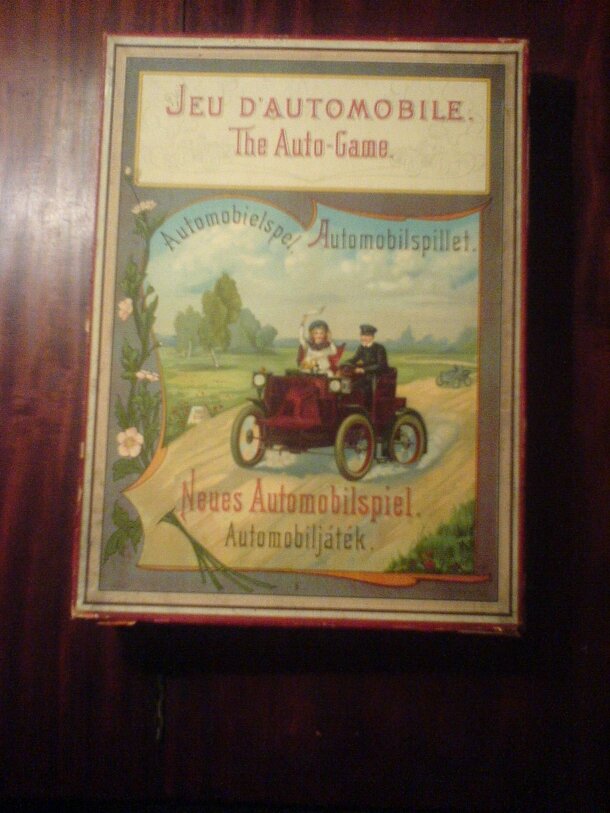 JEU D'AUTOMOBILE.
The Auto-Game.
Automobielspel.
Automobilspillet.
Neues Automobilspiel.
Automobiljáték.